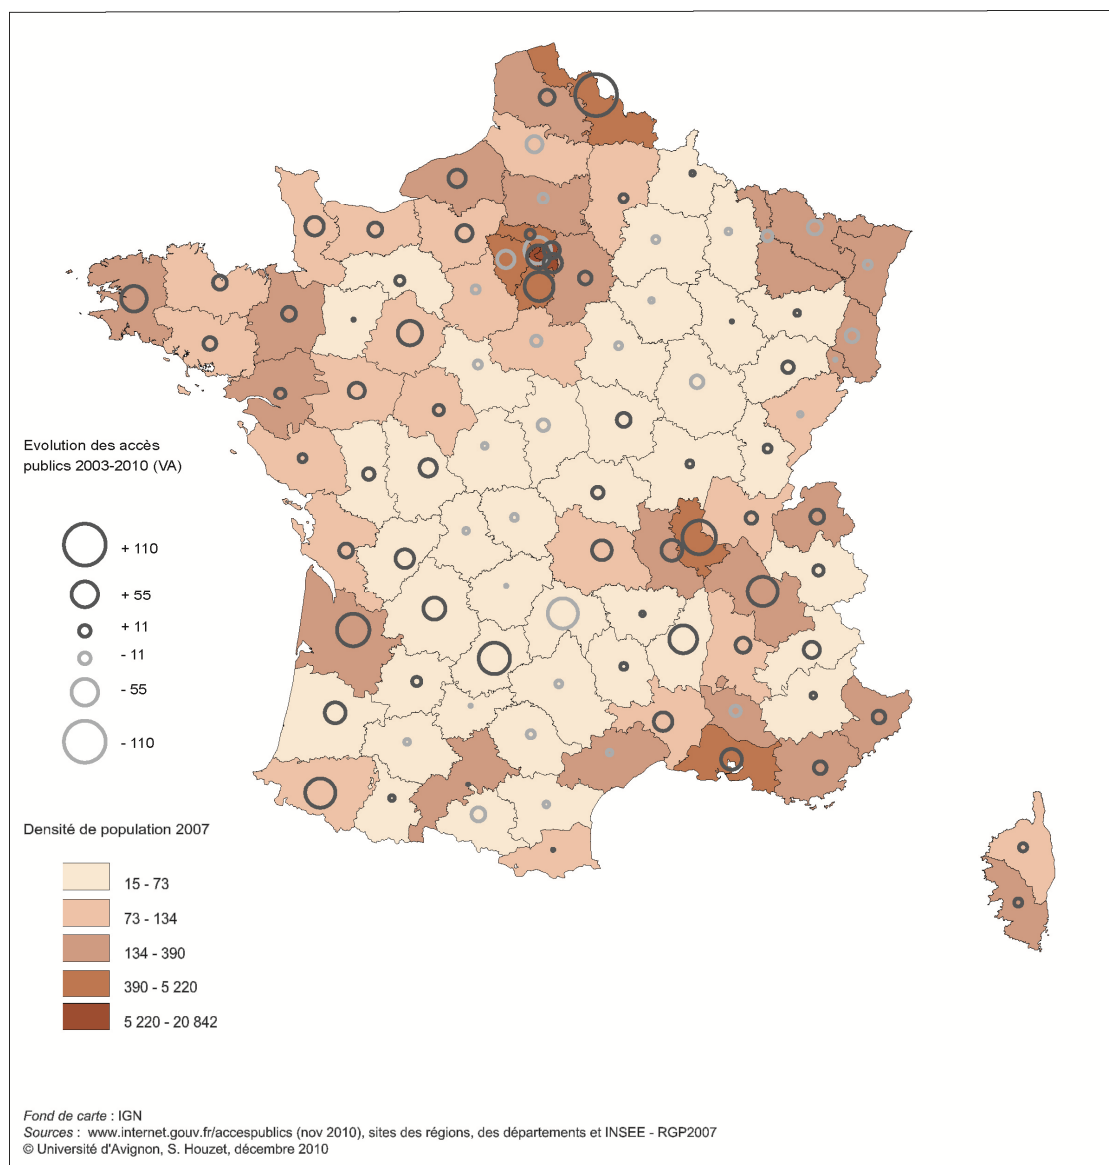 Evolution des accès
publics 2003-2010 (VA)
+ 110
+ 55
+ 11
- 11
- 55
- 110
Densité de population 2007
15 - 73
73 - 134
134 - 390
390 - 5 220
5 220 - 20 842
Fond de carte : IGN
Sources : www.internet.gouv.fr/accespublics (nov 2010), sites des régions, des départements et INSEE - RGP2007
© Université d'Avignon, S. Houzet, décembre 2010